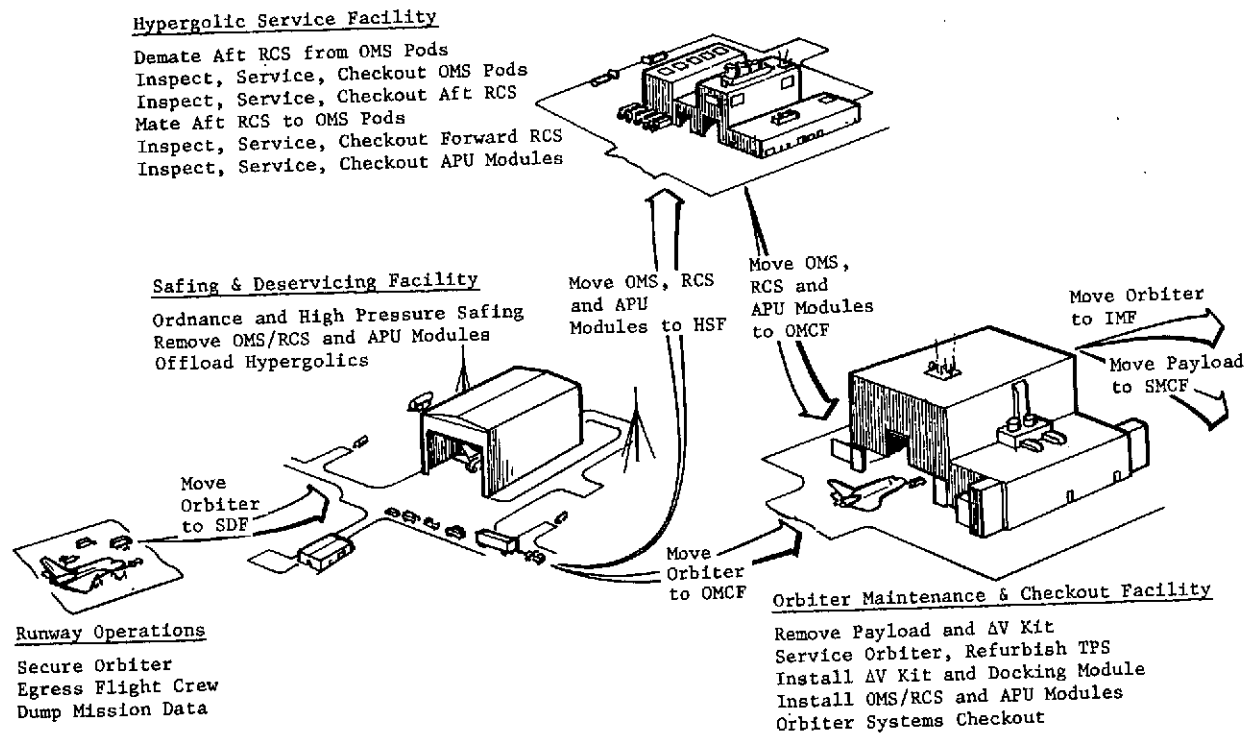 Hypergolic Service Facility
Demate Aft RCS from OMS Pods
Inspect, Service, Checkout OMS Pods
Inspect, Service, Checkout Aft RCS
Mate Aft RCS to OMS Pods
Inspect, Service, Checkout Forward RCS
Inspect, Service, Checkout APU Modules
Safing & Deservicing Facility
Ordnance and High Pressure Safing
Remove OMS/RCS and APU Modules
Offload Hypergolics
Move OMS, RCS
and APU
Modules to HSF
Move OMS,
RCS and
APU Modules
to OMCF
Move Orbiter
to IMF
Move Payload
to SMCF
Move
Orbiter
to SDF
Move
Orbiter
to OMCF
Runway Operations
Secure Orbiter
Egress Flight Crew
Dump Mission Data
Orbiter Maintenance & Checkout Facility
Remove Payload and ΔV Kit
Service Orbiter, Refurbish TPS
Install ΔV Kit and Docking Module
Install OMS/RCS and APU Modules
Orbiter Systems Checkout